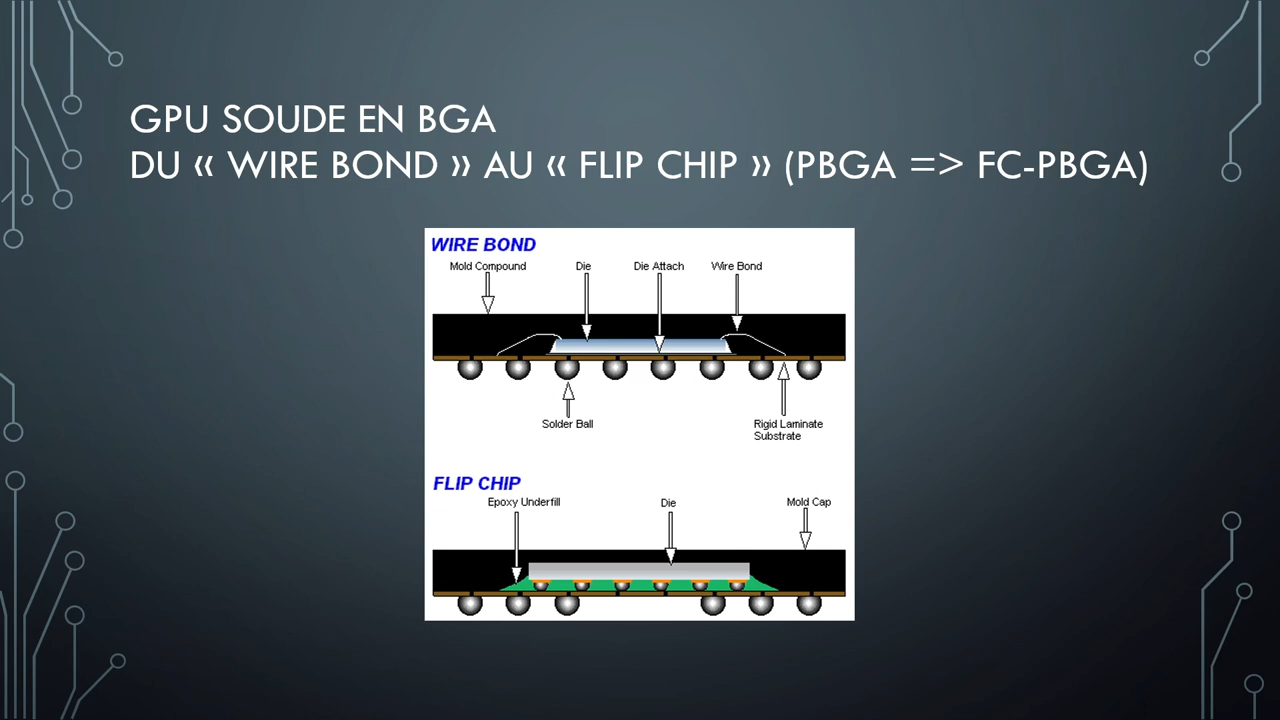 GPU SOUDE EN BGA
DU « WIRE BOND » AU « FLIP CHIP » (PBGA => FC-PBGA)
WIRE BOND
Mold Compound Die Die Attach Wire Bond
Solder Ball Rigid Laminate
Substrate
FLIP CHIP
Epoxy Underfill Die Mold Cap